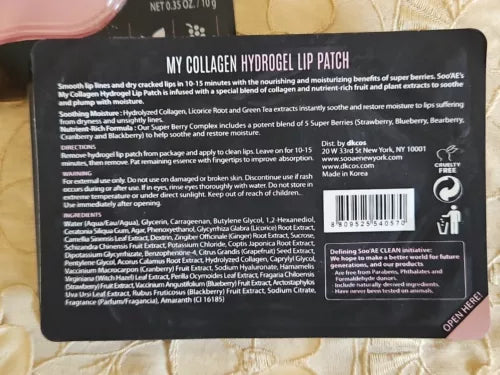 NET 0.35 OZ. / 10 g
MY COLLAGEN HYDROGEL LIP PATCH
Smooth lip lines and dry cracked lips in 10-15 minutes with the nourishing and moisturizing benefits of super berries. Soo'AE's
My Collagen Hydrogel Lip Patch is infused with a special blend of collagen and nutrient-rich fruit and plant extracts to soothe
and plump with moisture.
Soothing Moisture : Hydrolyzed Collagen, Licorice Root and Green Tea extracts instantly soothe and restore moisture to lips suffering
from dryness and unsightly lines.
Nutrient-Rich Formula : Our Super Berry Complex includes a potent blend of 5 Super Berries (Strawberry, Blueberry, Bearberry,
Cranberry and Blackberry) to help soothe and restore moisture.
DIRECTIONS
Remove hydrogel lip patch from package and apply to clean lips. Leave on for 10-15
minutes, then remove. Pat remaining essence with fingertips to improve absorption.
WARNING
For external use only. Do not use on damaged or broken skin. Discontinue use if rash
occurs during or after use. If in eyes, rinse eyes thoroughly with water. Do not store in
extreme temperature or under direct sunlight. Keep out of reach of children.
Use immediately after opening.
INGREDIENTS
Water (Aqua/Eau/Agua), Glycerin, Carrageenan, Butylene Glycol, 1,2-Hexanediol,
Ceratonia Siliqua Gum, Agar, Phenoxyethanol, Glycyrrhiza Glabra (Licorice) Root Extract,
Camellia Sinensis Leaf Extract, Dextrin, Zingiber Officinale (Ginger) Root Extract, Sucrose,
Schizandra Chinensis Fruit Extract, Potassium Chloride, Coptis Japonica Root Extract,
Dipotassium Glycyrrhizate, Benzophenone-4, Citrus Grandis (Grapefruit) Seed Extract,
Pentylene Glycol, Acorus Calamus Root Extract, Hydrolyzed Collagen, Caprylyl Glycol,
Vaccinium Macrocarpon (Cranberry) Fruit Extract, Sodium Hyaluronate, Hamamelis
Virginiana (Witch Hazel) Leaf Extract, Perilla Ocymoides Leaf Extract, Fragaria Chiloensis
(Strawberry) Fruit Extract, Vaccinium Angustifolium (Blueberry) Fruit Extract, Arctostaphylos
Uva Ursi Leaf Extract, Rubus Fruticosus (Blackberry) Fruit Extract, Sodium Citrate,
Fragrance (Parfum/Fragancia), Amaranth (CI 16185)
Dist. by dkcos
20 W 33rd St New York, NY 10001
www.sooaenewyork.com
www.dkcos.com
Made in Korea
CRUELTY
FREE
8 809525 540570
Defining Soo'AE CLEAN initiative:
We hope to make a better world for future
generations, and our products
- Are free from Parabens, Phthalates and
Formaldehyde donors.
- Include naturally-derived ingredients.
- Have never been tested on animals.
OPEN HERE!